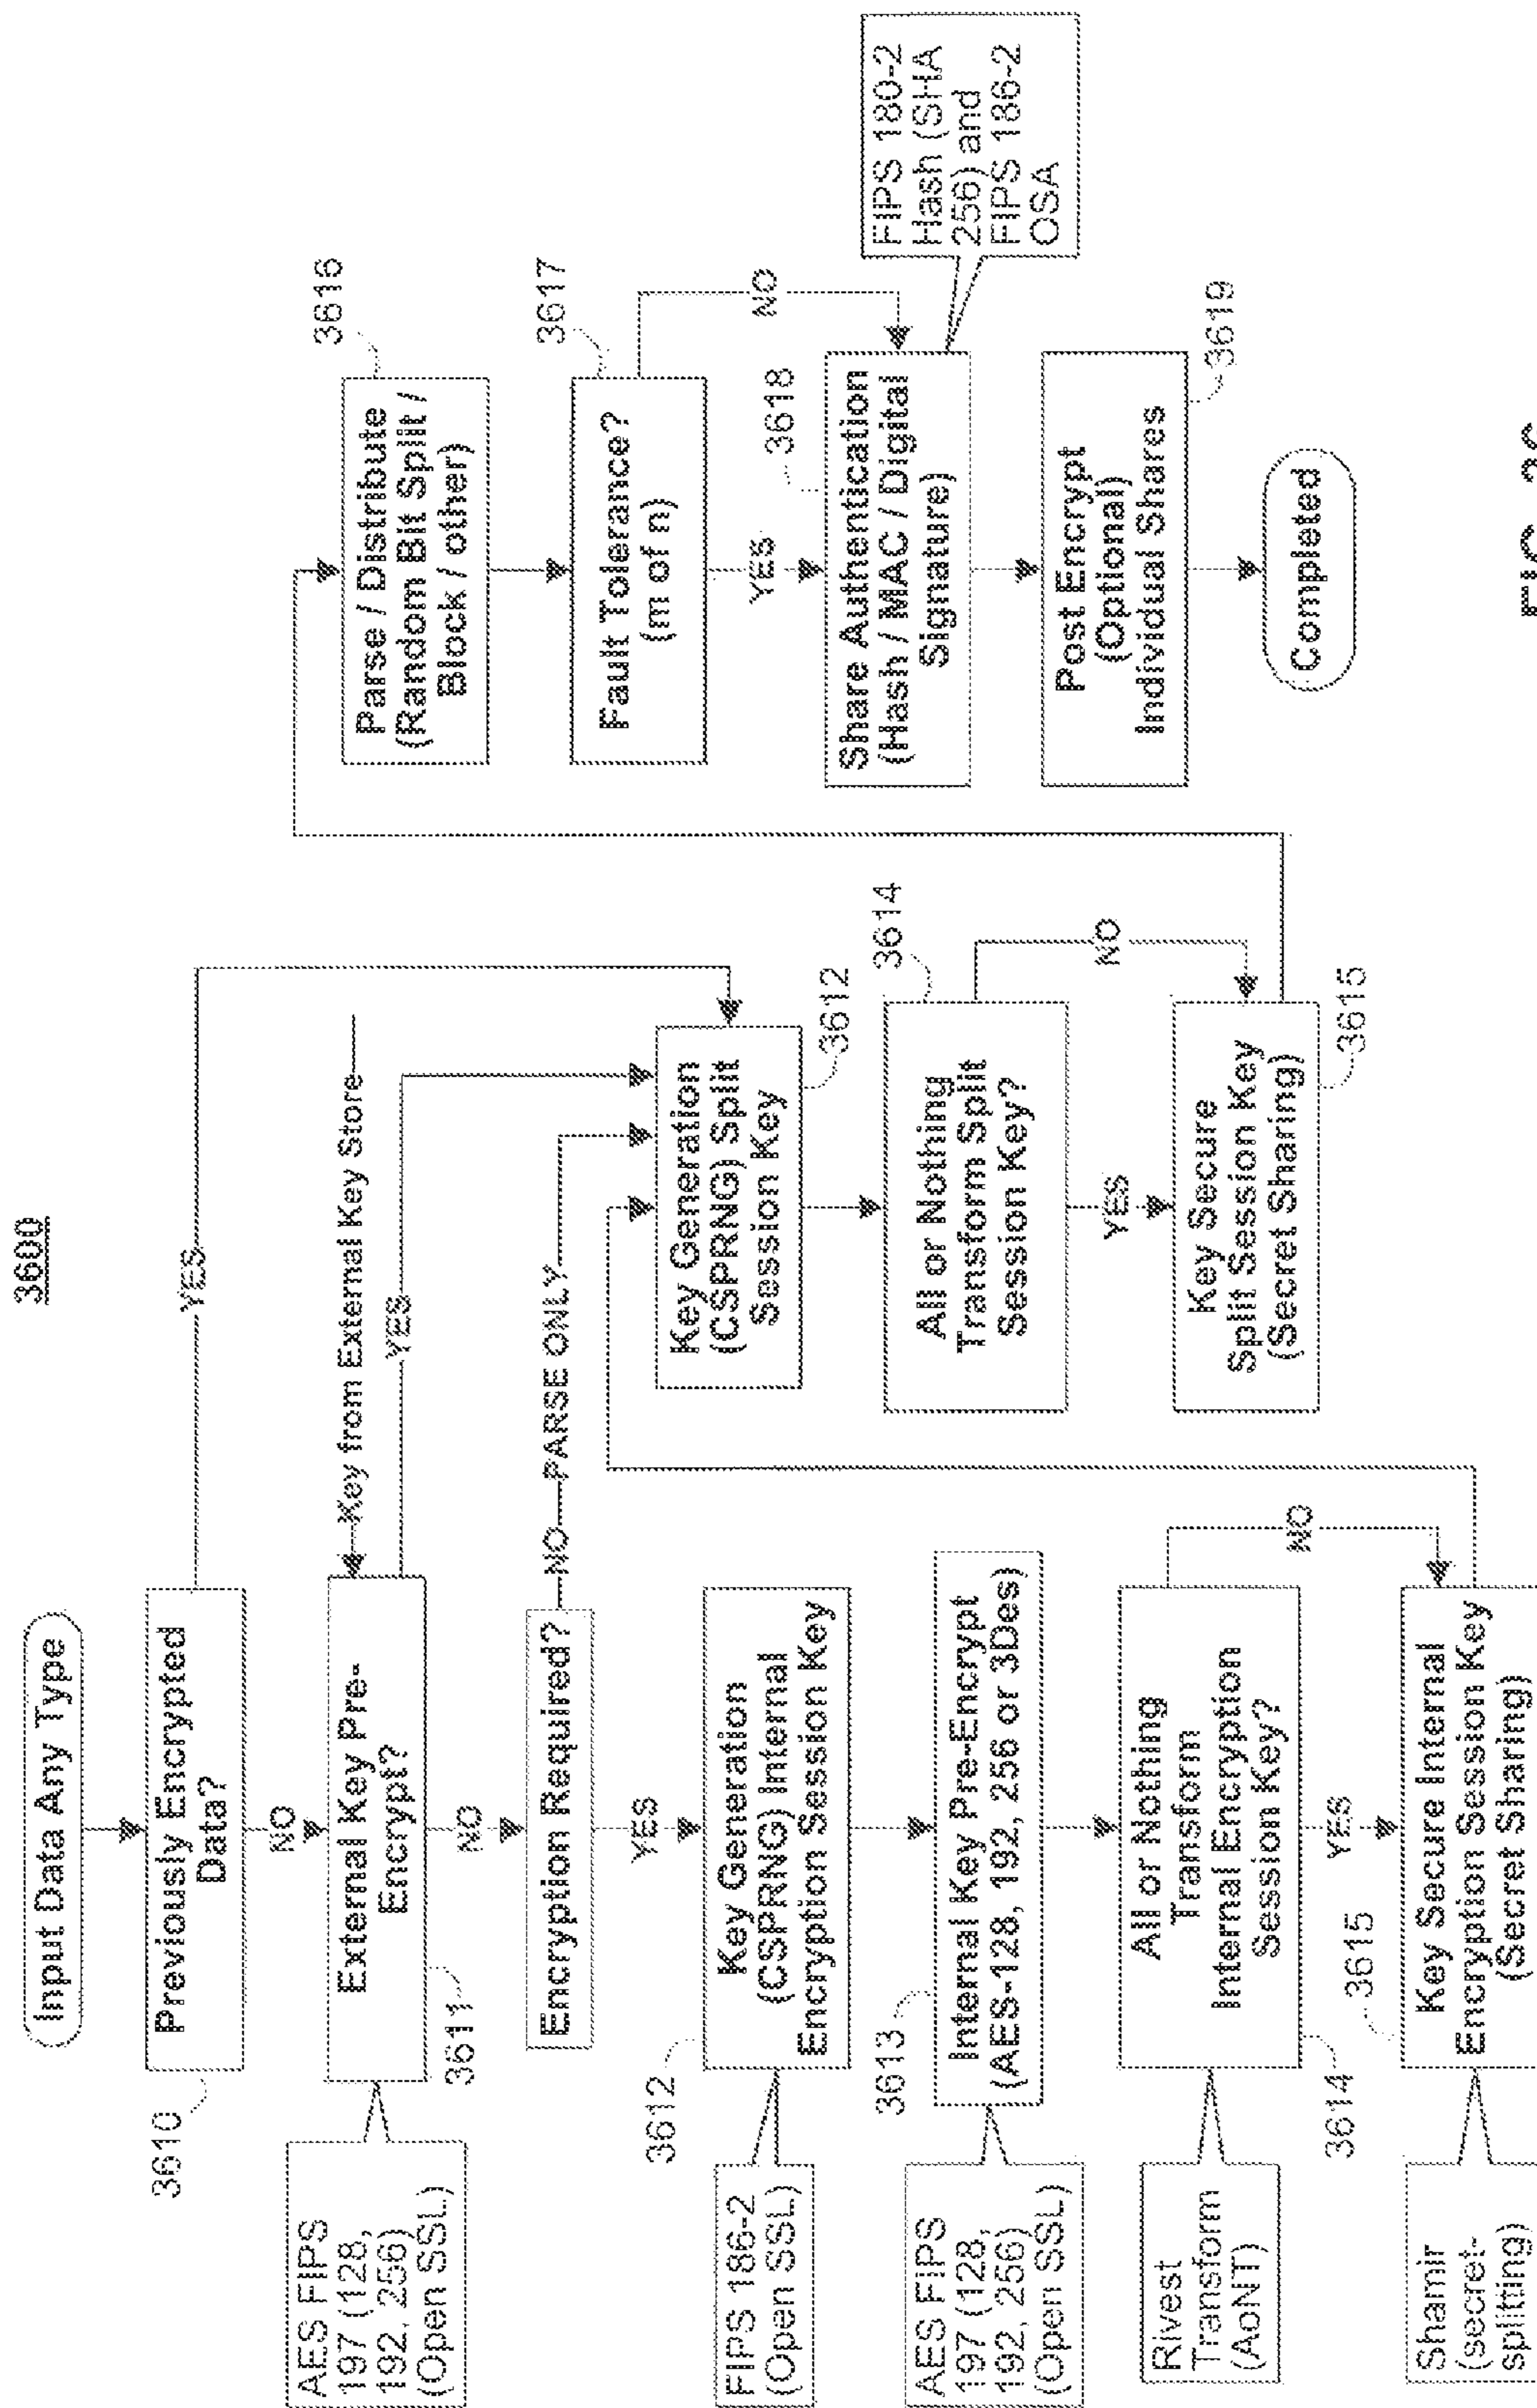 3600
Input Data Any Type
Previously Encrypted
Data?
3610
YES
NO
Key from External Key Store
External Key Pre-
Encrypt?
3611
AES FIPS
197 (128,
192, 256)
(Open SSL)
YES
NO
Encryption Required?
NO
PARSE ONLY
YES
Key Generation
(CSPRNG) Internal
Encryption Session Key
3612
FIPS 186-2
(Open SSL)
Internal Key Pre-Encrypt
(AES-128, 192, 256 or 3Des)
3613
AES FIPS
197 (128,
192, 256)
(Open SSL)
All or Nothing
Transform
Internal Encryption
Session Key?
3614
Rivest
Transform
(AoNT)
NO
YES
Key Secure Internal
Encryption Session Key
(Secret Sharing)
3615
Shamir
(secret-
splitting)
Key Generation
(CSPRNG) Split
Session Key
3612
All or Nothing
Transform Split
Session Key?
3614
NO
YES
Key Secure
Split Session Key
(Secret Sharing)
3615
Parse / Distribute
(Random Bit Split /
Block / other)
3616
Fault Tolerance?
(m of n)
3617
NO
YES
Share Authentication
(Hash / MAC / Digital
Signature)
3618
FIPS 180-2
Hash (SHA
256) and
FIPS 186-2
OSA
Post Encrypt
(Optional)
Individual Shares
3619
Completed